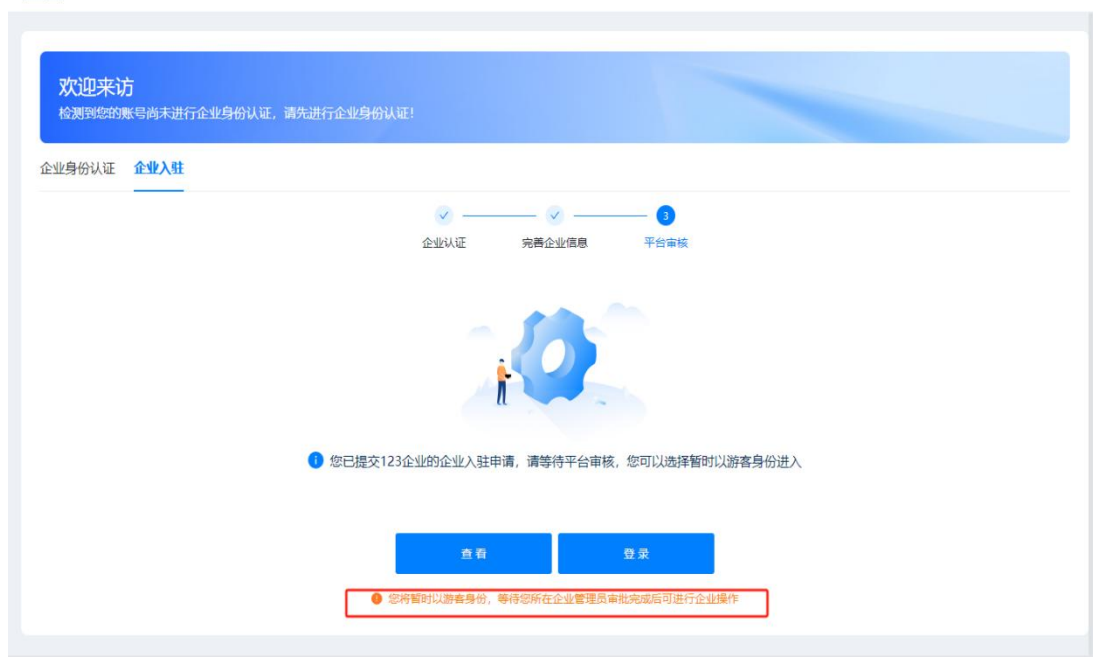 欢迎来访
检测到您的账号尚未进行企业身份认证，请先进行企业身份认证！
企业身份认证 企业入驻
3
企业认证 完善企业信息 平台审核
您已提交123企业的企业入驻申请，请等待平台审核，您可以选择暂时以游客身份进入
查看 登录
您将暂时以游客身份，等待您所在企业管理员审批完成后可进行企业操作